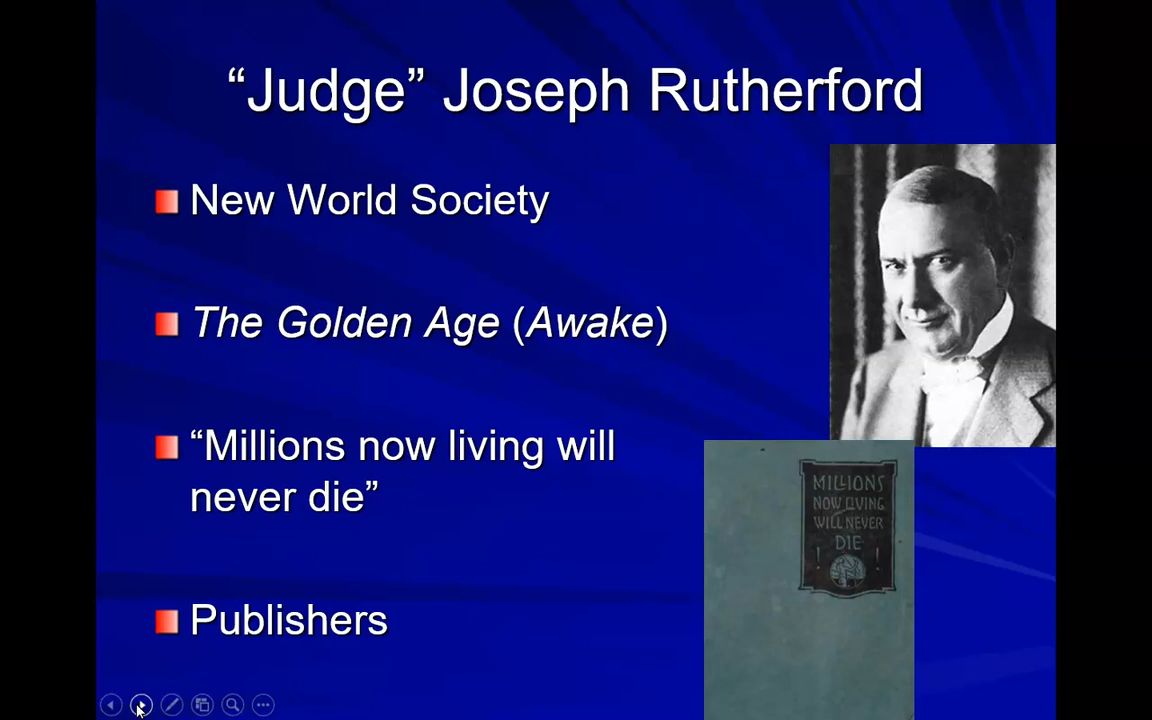 “Judge” Joseph Rutherford
New World Society
The Golden Age (Awake)
“Millions now living will
never die”
Publishers
MILLIONS
NOW LIVING
WILL NEVER
DIE
! !